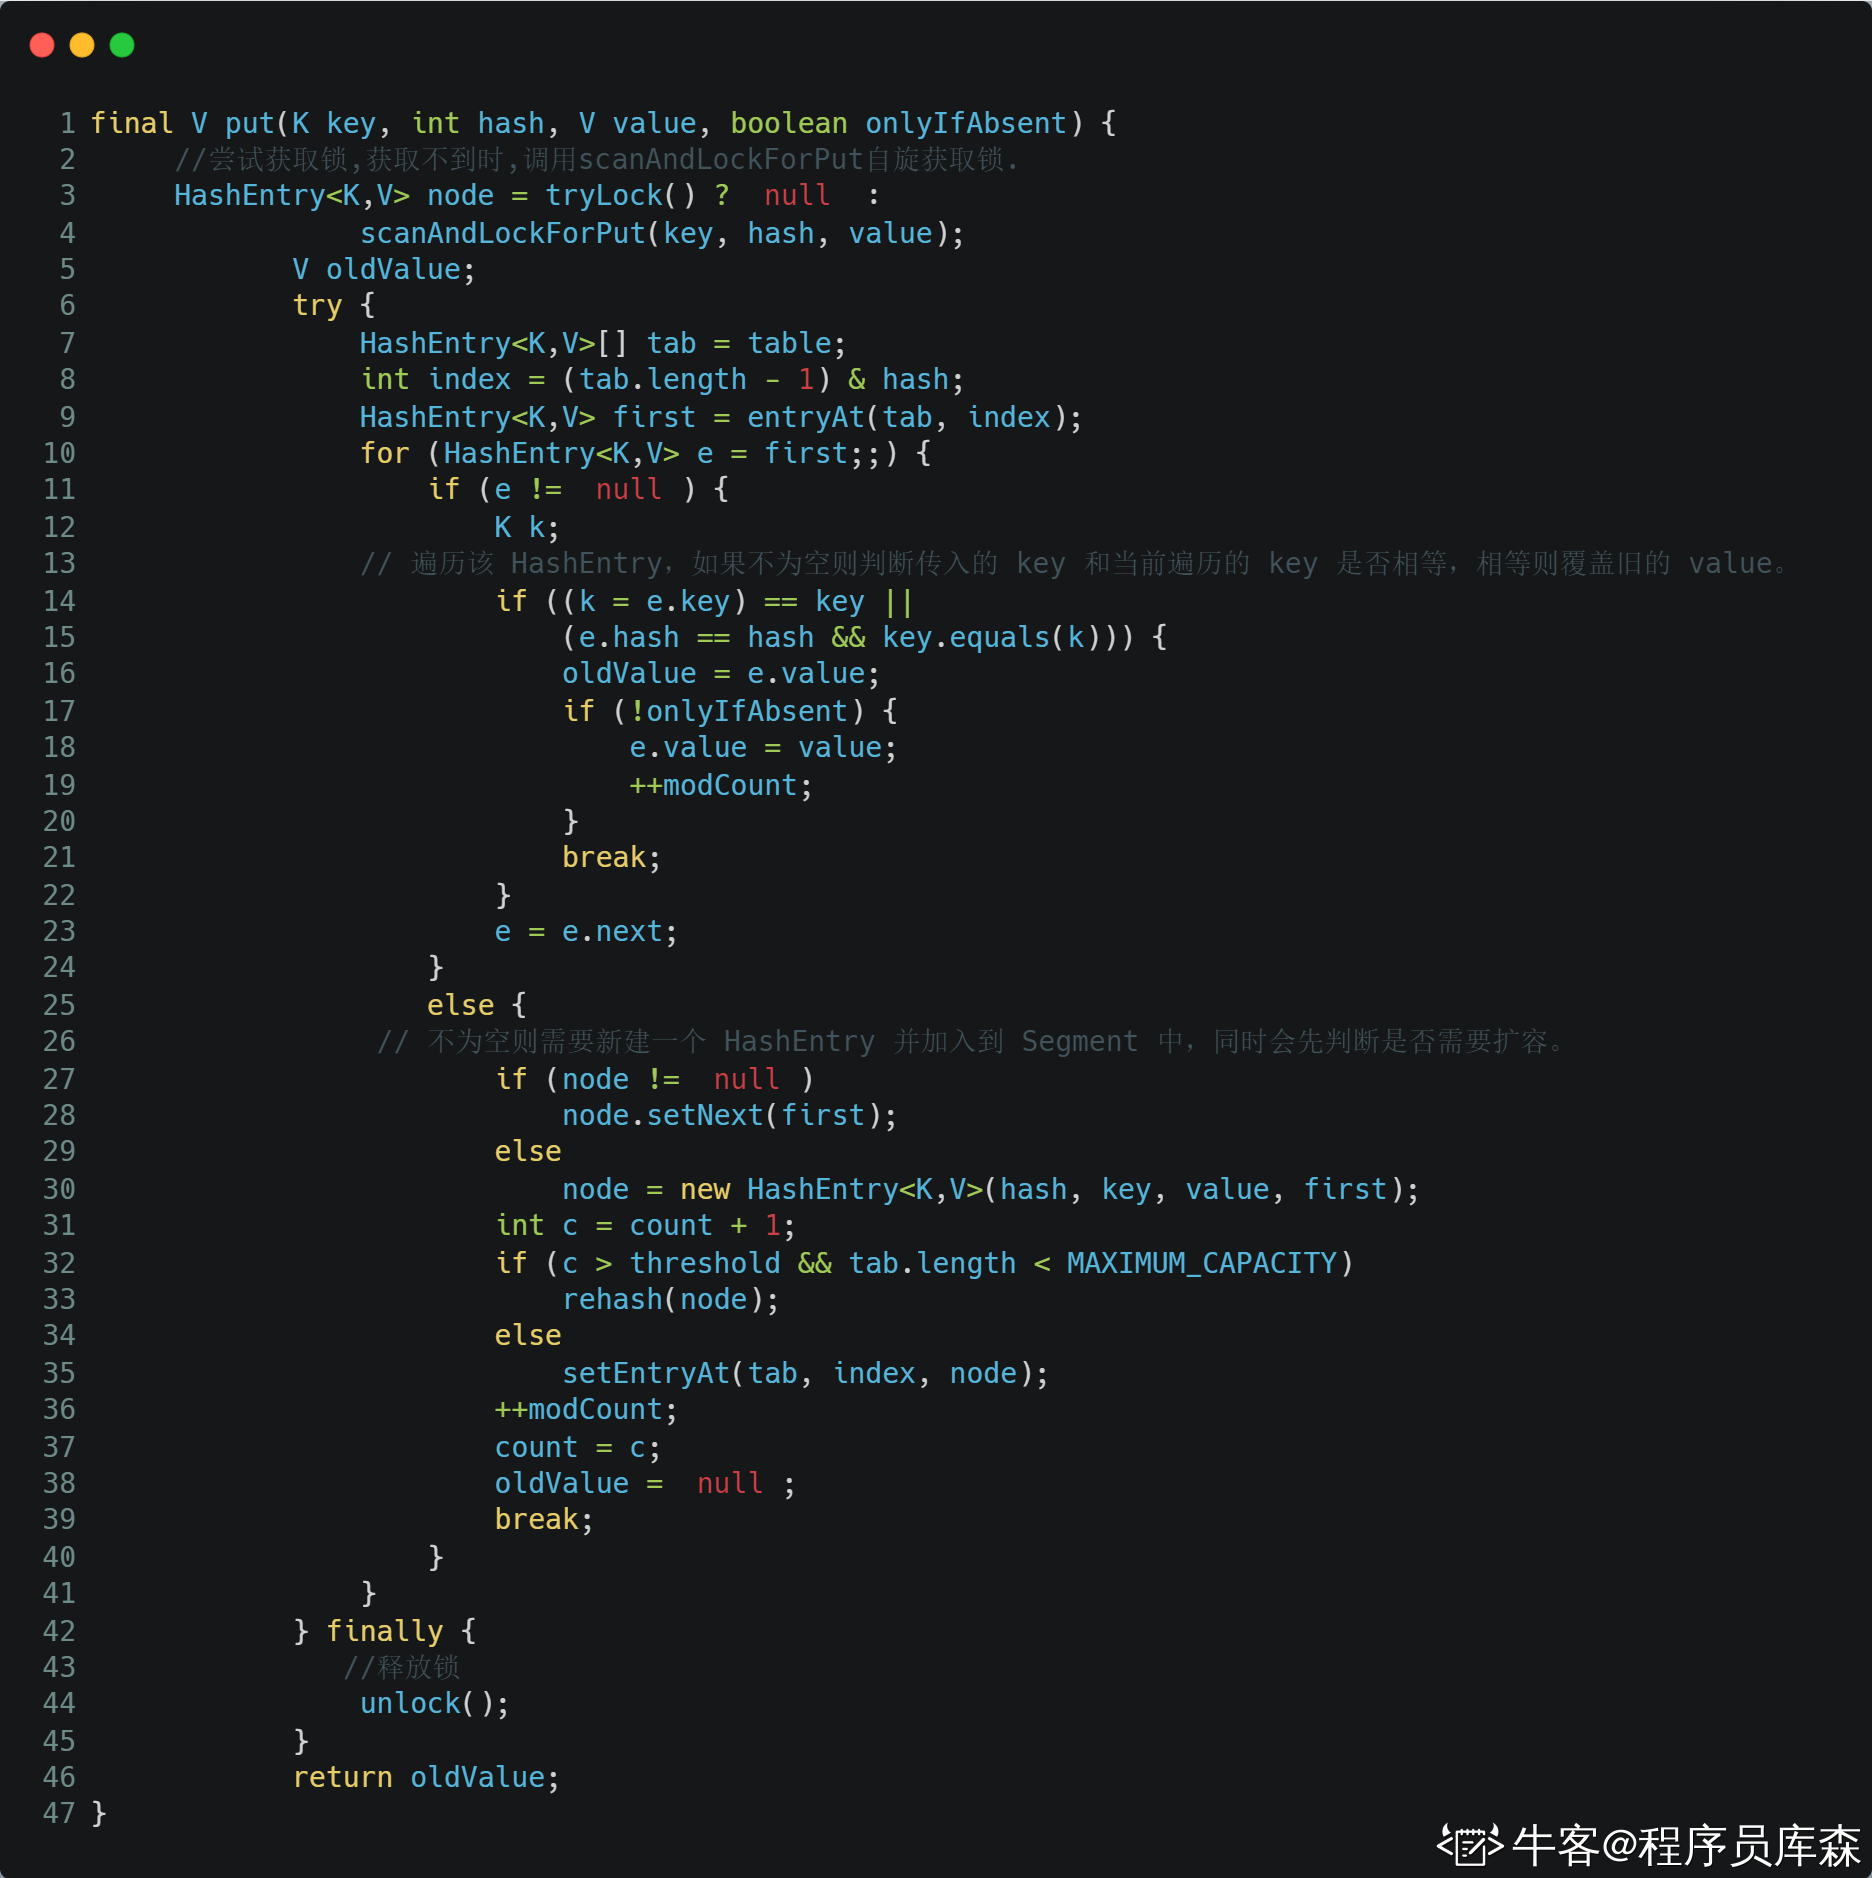 1 final V put(K key, int hash, V value, boolean onlyIfAbsent) {
2 //尝试获取锁,获取不到时,调用scanAndLockForPut自旋获取锁.
3 HashEntry<K,V> node = tryLock() ? null :
4 scanAndLockForPut(key, hash, value);
5 V oldValue;
6 try {
7 HashEntry<K,V>[] tab = table;
8 int index = (tab.length - 1) & hash;
9 HashEntry<K,V> first = entryAt(tab, index);
10 for (HashEntry<K,V> e = first;;) {
11 if (e != null ) {
12 K k;
13 // 遍历该 HashEntry，如果不为空则判断传入的 key 和当前遍历的 key 是否相等，相等则覆盖旧的 value。
14 if ((k = e.key) == key ||
15 (e.hash == hash && key.equals(k))) {
16 oldValue = e.value;
17 if (!onlyIfAbsent) {
18 e.value = value;
19 ++modCount;
20 }
21 break;
22 }
23 e = e.next;
24 }
25 else {
26 // 不为空则需要新建一个 HashEntry 并加入到 Segment 中，同时会先判断是否需要扩容。
27 if (node != null )
28 node.setNext(first);
29 else
30 node = new HashEntry<K,V>(hash, key, value, first);
31 int c = count + 1;
32 if (c > threshold && tab.length < MAXIMUM_CAPACITY)
33 rehash(node);
34 else
35 setEntryAt(tab, index, node);
36 ++modCount;
37 count = c;
38 oldValue = null ;
39 break;
40 }
41 }
42 } finally {
43 //释放锁
44 unlock();
45 }
46 return oldValue;
47 }
牛客@程序员库森